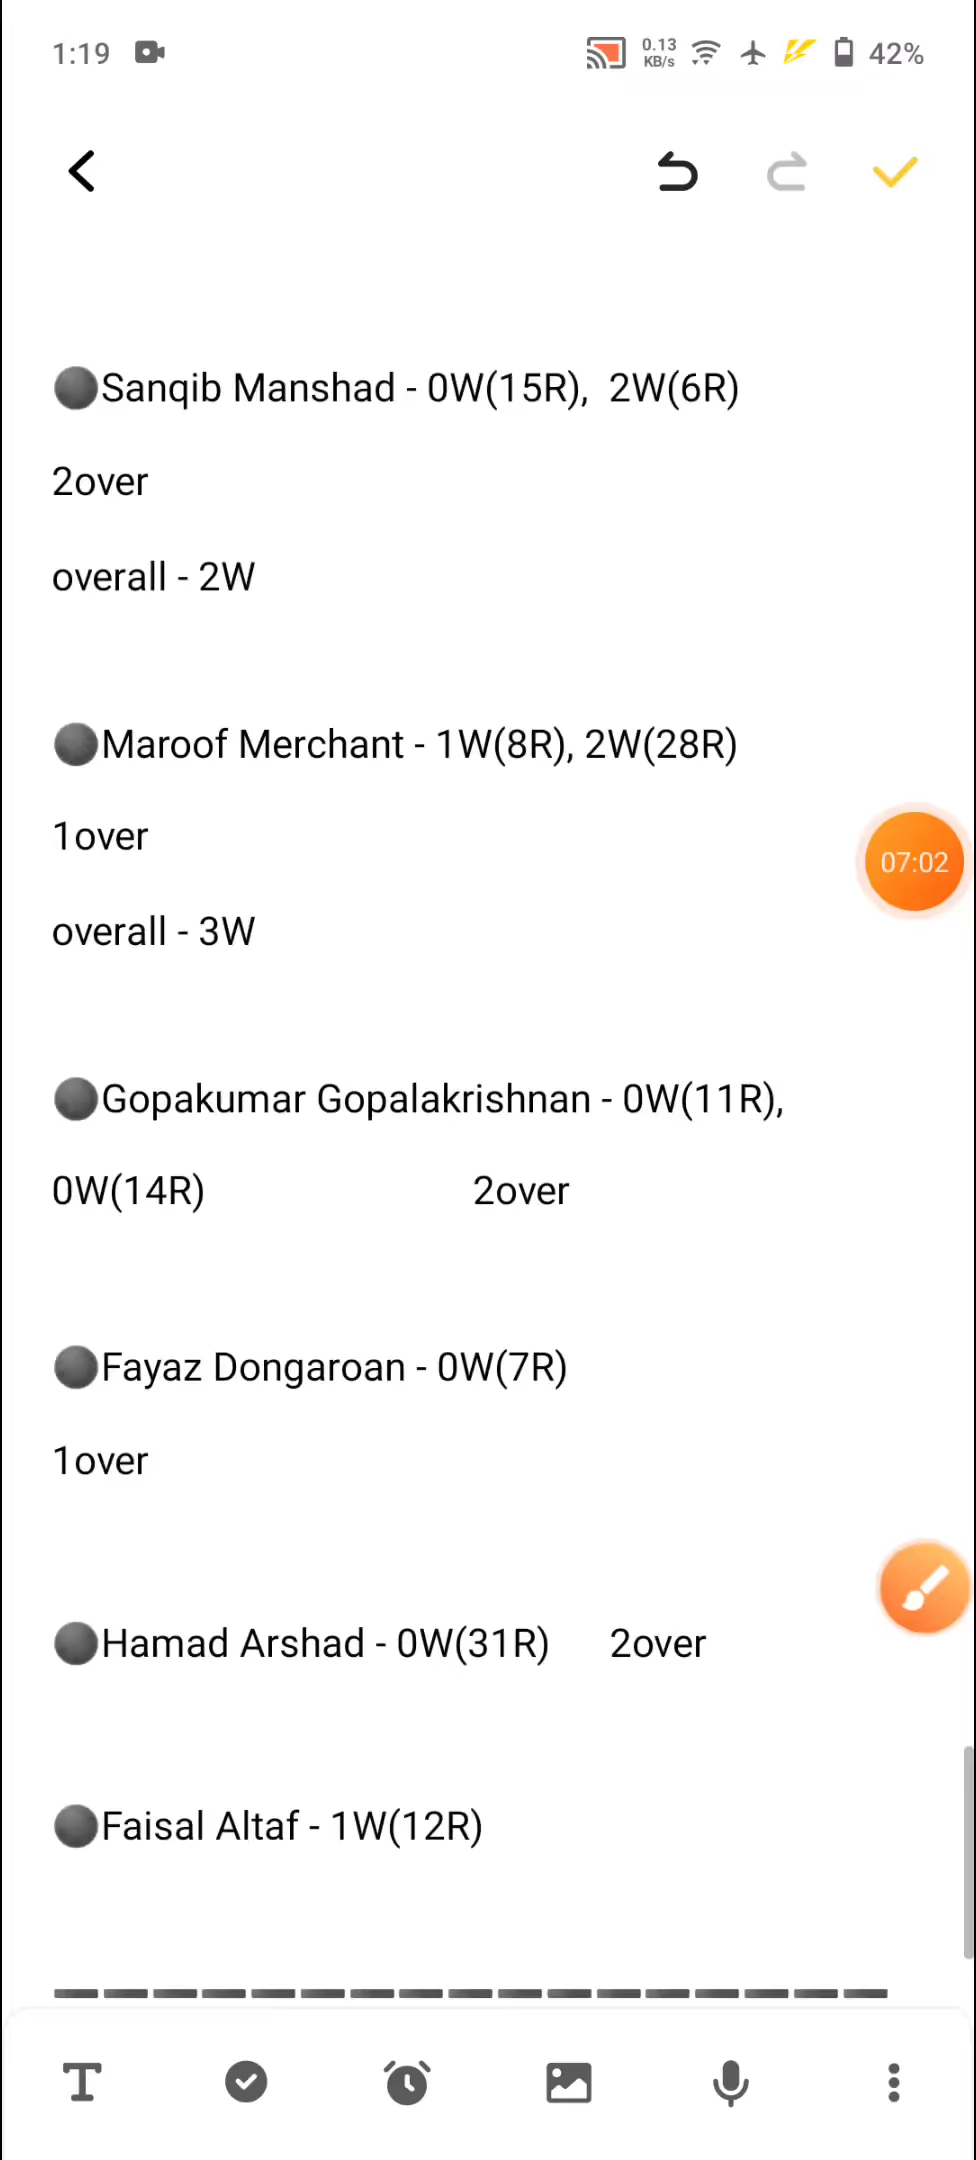 1:19
0.13
KB/s
42%
Sanqib Manshad - 0W(15R), 2W(6R)
2over
overall - 2W
Maroof Merchant - 1W(8R), 2W(28R)
1over
07:02
overall - 3W
Gopakumar Gopalakrishnan - 0W(11R),
0W(14R) 2over
Fayaz Dongaroan - 0W(7R)
1over
Hamad Arshad - 0W(31R) 2over
Faisal Altaf - 1W(12R)